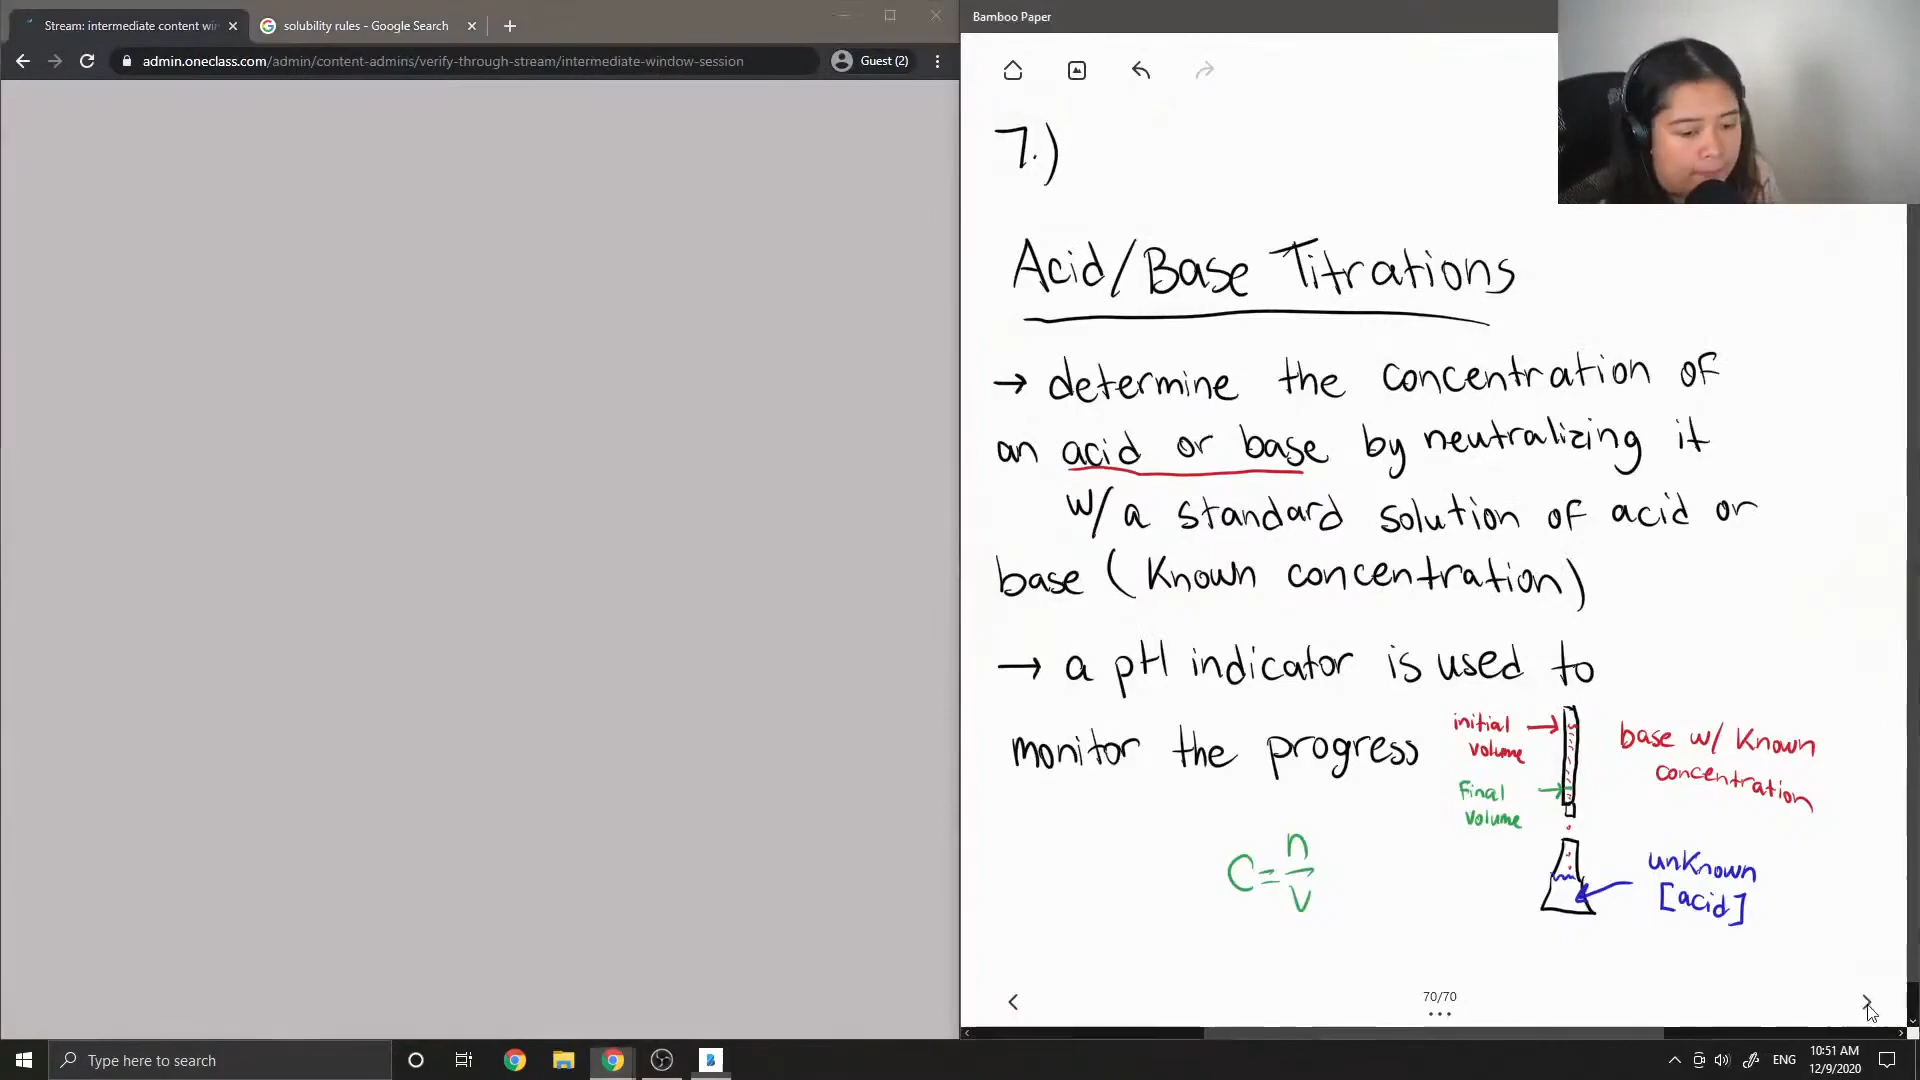 Stream: intermediate content wi
solubility rules - Google Search
admin.oneclass.com/admin/content-admins/verify-through-stream/intermediate-window-session
Guest (2)
Bamboo Paper
7.)
Acid/Base Titrations
→ determine the concentration of
an acid or base by neutralizing it
w/ a standard solution of acid or
base (Known concentration)
→ a pH indicator is used to
monitor the progress
initial
volume
Final
Volume
base w/ Known
concentration
C = n
V
unknown
[acid]
70/70
Type here to search
ENG
10:51 AM
12/9/2020